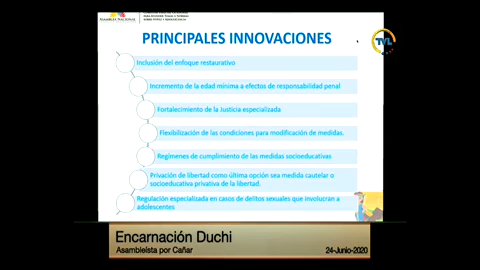 ASAMBLEA NACIONAL
TVL
PRINCIPALES INNOVACIONES
Inclusión del enfoque restaurativo
Incremento de la edad mínima a efectos de responsabilidad penal
Fortalecimiento de la Justicia especializada
Flexibilización de las condiciones para modificación de medidas.
Regímenes de cumplimiento de las medidas socioeducativas
Privación de libertad como última opción sea medida cautelar o
socioeducativa privativa de la libertad.
Regulación especializada en casos de delitos sexuales que involucran a
adolescentes
Encarnación Duchi
Asambleísta por Cañar
24-Junio-2020